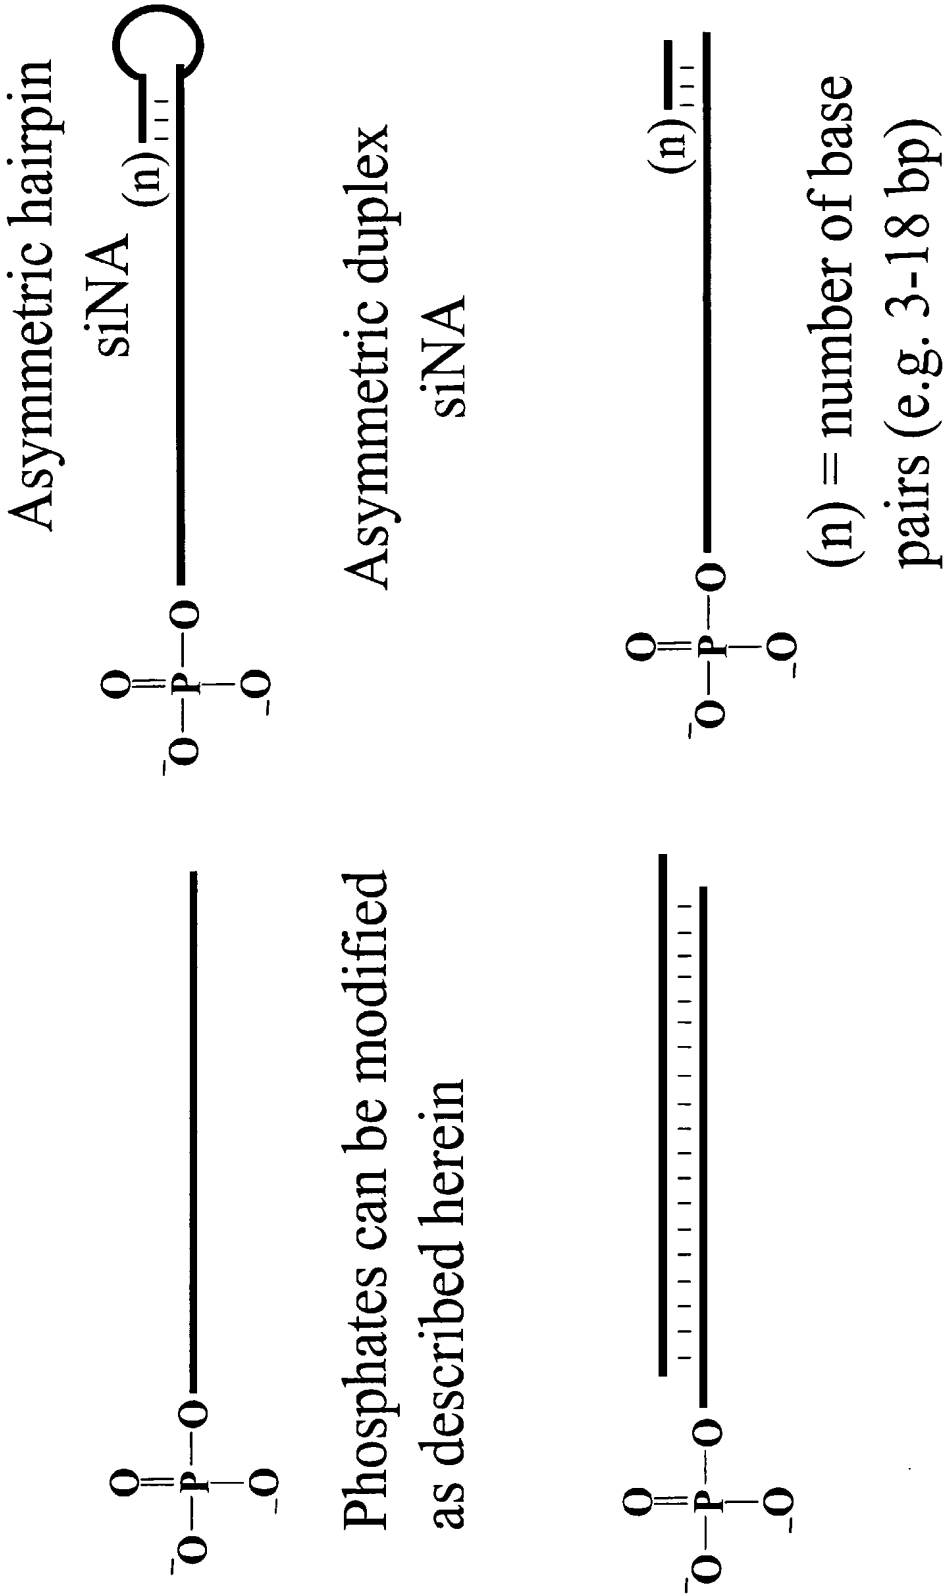 Asymmetric hairpin
siNA
(n)
O
⁻O P O
O⁻
O
⁻O P O
O⁻
Phosphates can be modified
as described herein
Asymmetric duplex
siNA
(n)
O
⁻O P O
O⁻
O
⁻O P O
O⁻
(n) = number of base
pairs (e.g. 3-18 bp)